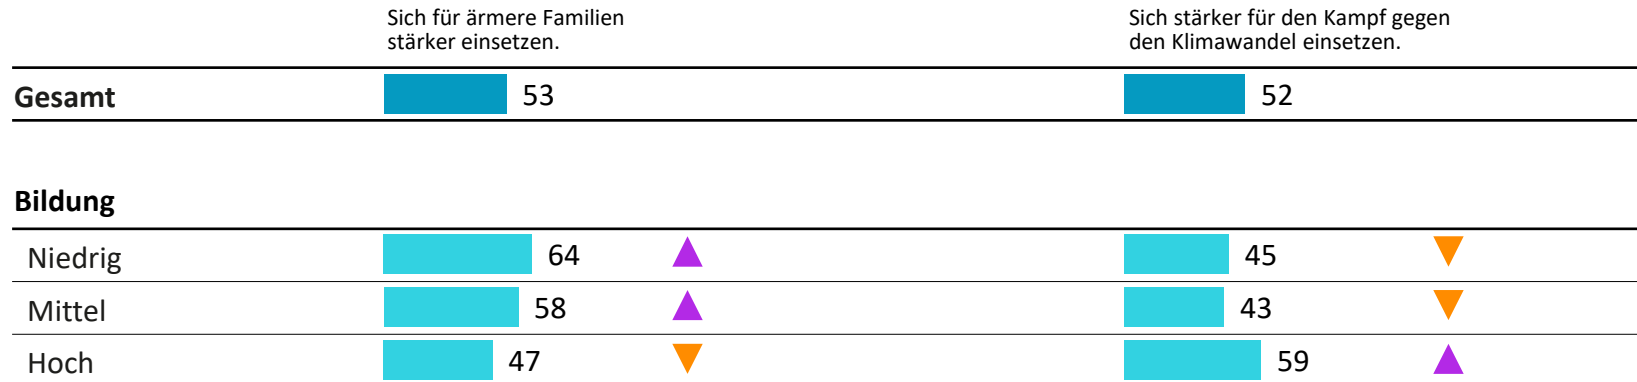 Sich für ärmere Familien
stärker einsetzen.
Sich stärker für den Kampf gegen
den Klimawandel einsetzen.
Gesamt 53 52
Bildung
Niedrig 64 45
Mittel 58 43
Hoch 47 59